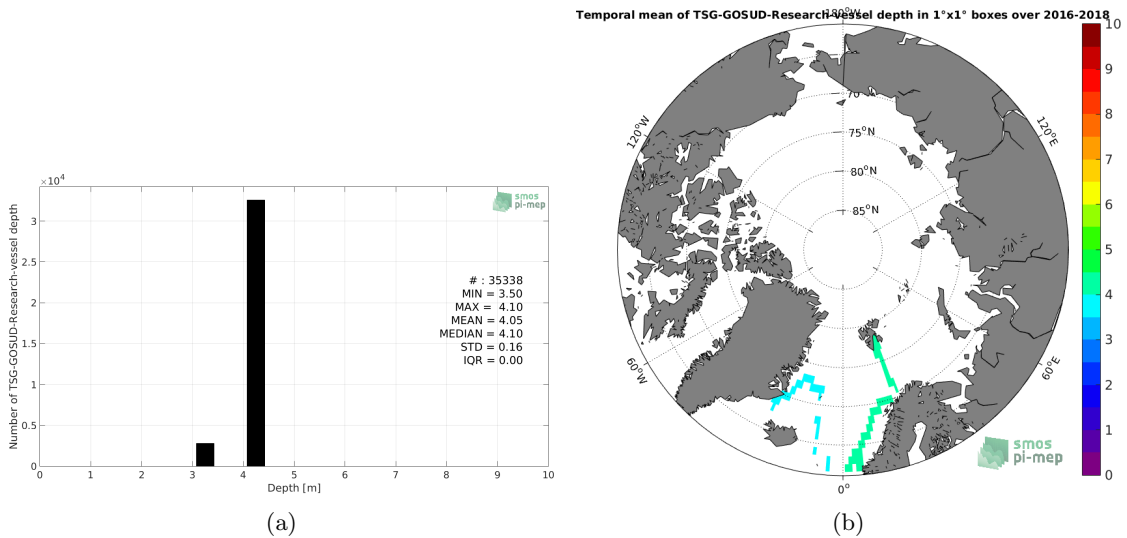 ×10⁴
3
2.5
2
1.5
1
0.5
0
0 1 2 3 4 5 6 7 8 9 10
Depth [m]
Number of TSG-GOSUD-Research-vessel depth
smos
pi-mep
# : 35338
MIN = 3.50
MAX = 4.10
MEAN = 4.05
MEDIAN = 4.10
STD = 0.16
IQR = 0.00
(a)
Temporal mean of TSG-GOSUD-Research-vessel depth in 1°x1° boxes over 2016-2018
180°W
120°W
120°E
70
75°N
80°N
85°N
60°W
60°E
0°
smos
pi-mep
10
9
8
7
6
5
4
3
2
1
0
(b)